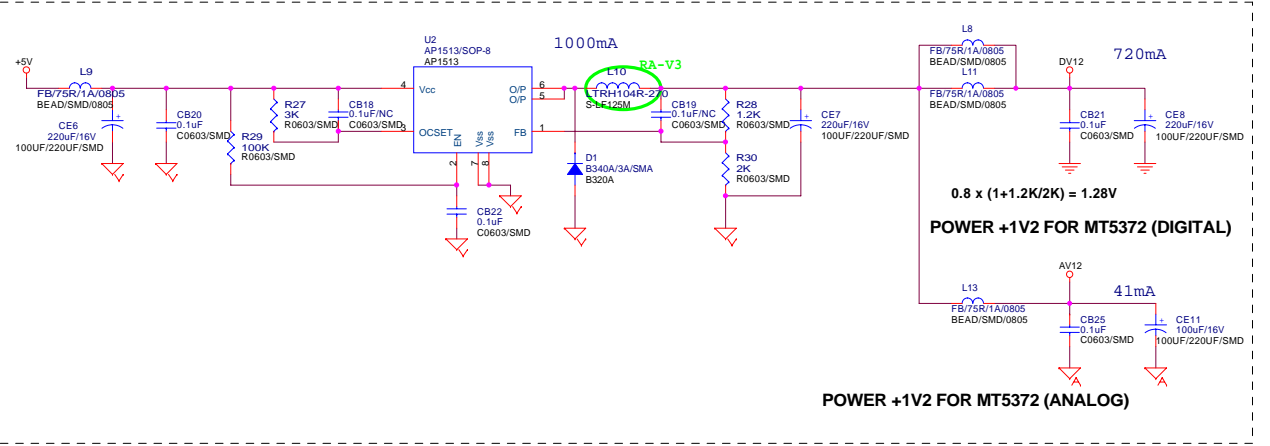 +5V
L9
FB/75R/1A/0805
BEAD/SMD/0805
CE6
220uF/16V
100UF/220UF/SMD
+
CB20
0.1uF
C0603/SMD
R29
100K
R0603/SMD
R27
3K
R0603/SMD
CB18
0.1uF/NC
C0603/SMD
U2
AP1513/SOP-8
AP1513
4
Vcc
3
OCSET
EN
2
Vss
Vss
7
8
O/P
O/P
6
5
FB
1
CB22
0.1uF
C0603/SMD
1000mA
RA-V3
L10
LTRH104R-270
S-LF125M
D1
B340A/3A/SMA
B320A
CB19
0.1uF/NC
C0603/SMD
R28
1.2K
R0603/SMD
R30
2K
R0603/SMD
+
CE7
220uF/16V
100UF/220UF/SMD
L8
FB/75R/1A/0805
BEAD/SMD/0805
L11
FB/75R/1A/0805
BEAD/SMD/0805
DV12
720mA
CB21
0.1uF
C0603/SMD
+
CE8
220uF/16V
100UF/220UF/SMD
0.8 x (1+1.2K/2K) = 1.28V
POWER +1V2 FOR MT5372 (DIGITAL)
AV12
41mA
L13
FB/75R/1A/0805
BEAD/SMD/0805
CB25
0.1uF
C0603/SMD
+
CE11
100uF/16V
100UF/220UF/SMD
A
A
POWER +1V2 FOR MT5372 (ANALOG)